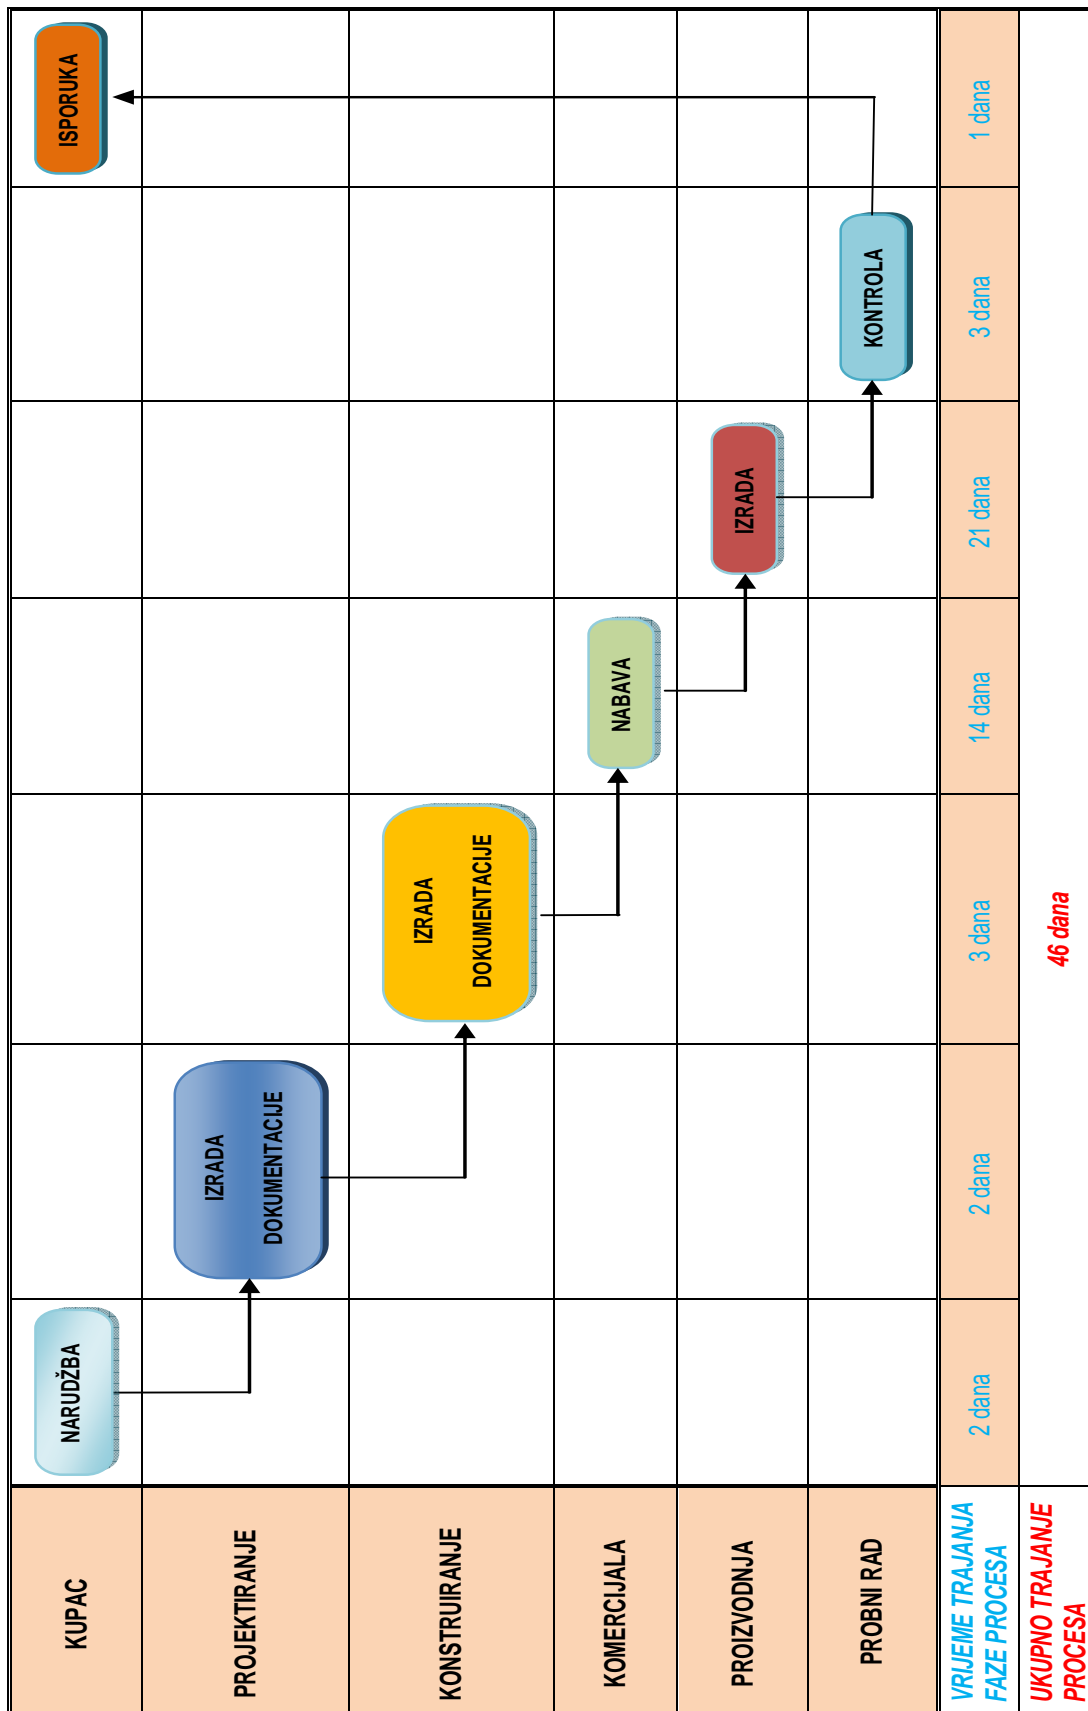 KUPAC
NARUDŽBA
ISPORUKA
PROJEKTIRANJE
IZRADA
DOKUMENTACIJE
KONSTRUIRANJE
IZRADA
DOKUMENTACIJE
KOMERCIJALA
NABAVA
PROIZVODNJA
IZRADA
PROBNI RAD
KONTROLA
VRIJEME TRAJANJA
FAZE PROCESA
2 dana
2 dana
3 dana
14 dana
21 dana
3 dana
1 dana
UKUPNO TRAJANJE
PROCESA
46 dana